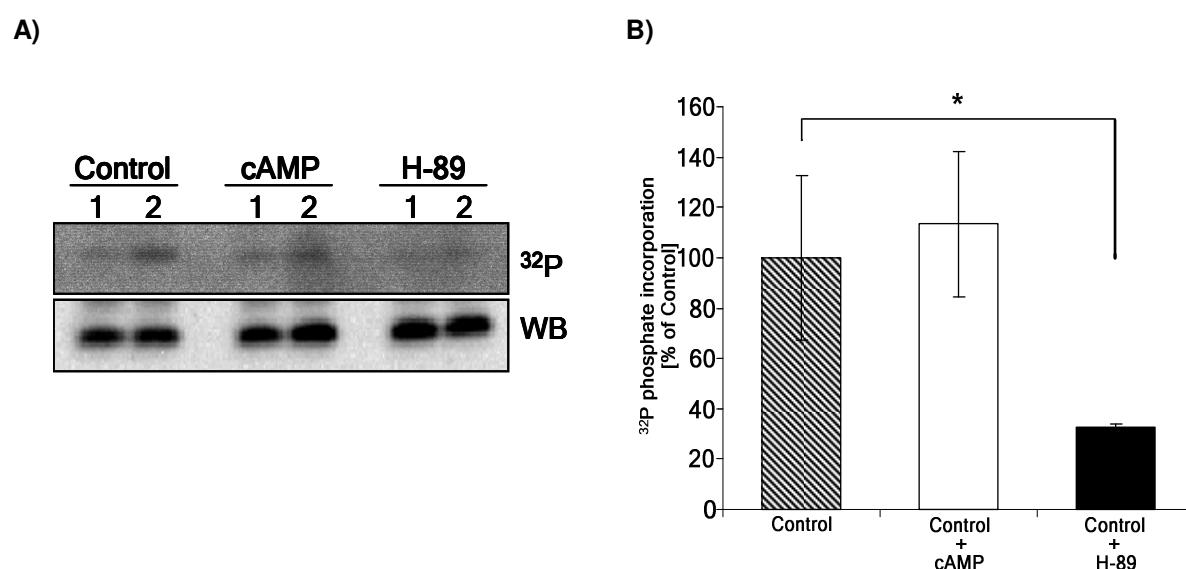 A)
Control cAMP H-89
1 2 1 2 1 2
32P
WB
B)
*
32P phosphate incorporation
[% of Control]
160
140
120
100
80
60
40
20
0
Control
Control
+
cAMP
Control
+
H-89